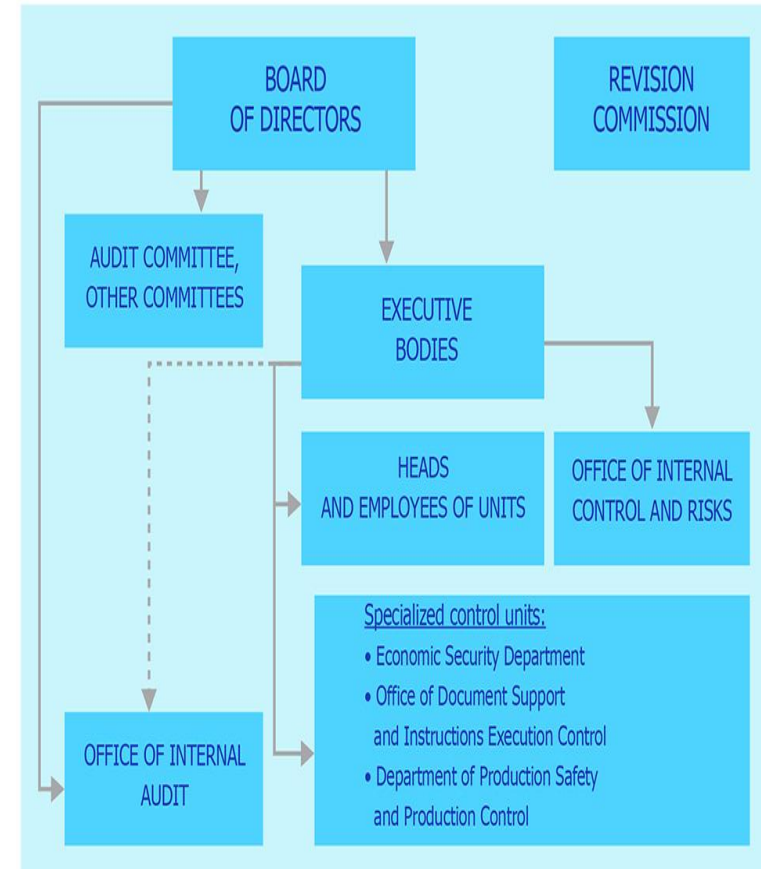 BOARD
OF DIRECTORS
REVISION
COMMISSION
AUDIT COMMITTEE,
OTHER COMMITTEES
EXECUTIVE
BODIES
HEADS
AND EMPLOYEES OF UNITS
OFFICE OF INTERNAL
CONTROL AND RISKS
Specialized control units:
• Economic Security Department
• Office of Document Support
and Instructions Execution Control
• Department of Production Safety
and Production Control
OFFICE OF INTERNAL
AUDIT